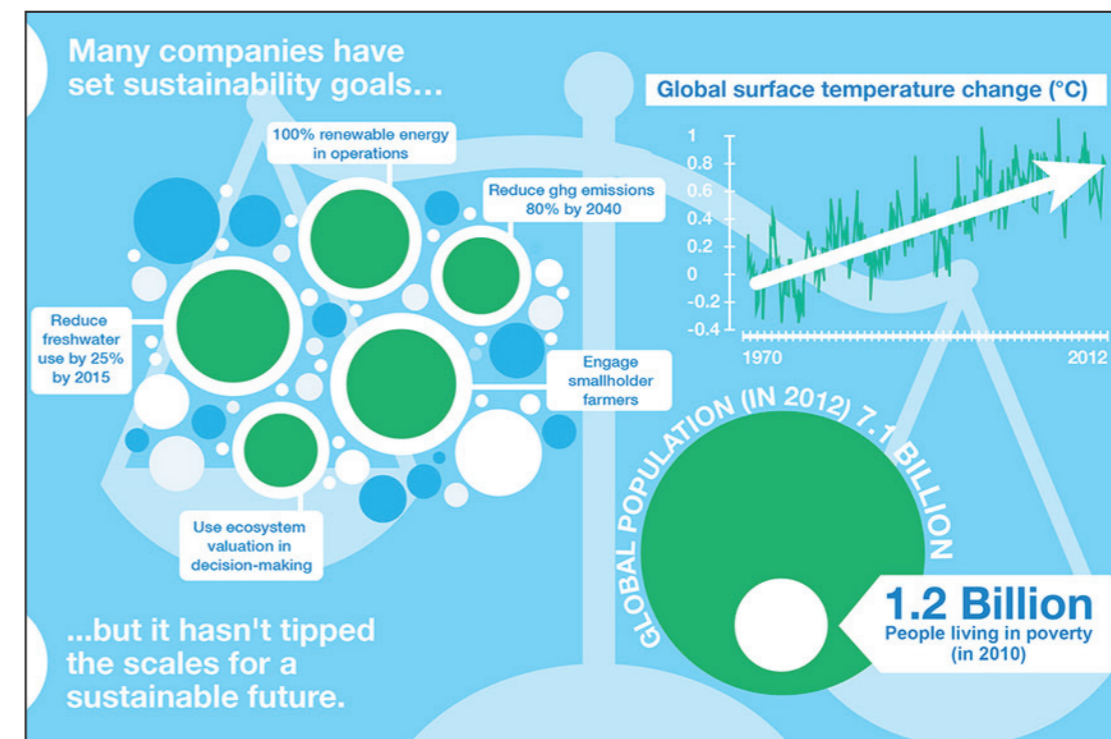 Many companies have
set sustainability goals...
100% renewable energy
in operations
Reduce ghg emissions
80% by 2040
Reduce
freshwater
use by 25%
by 2015
Engage
smallholder
farmers
Use ecosystem
valuation in
decision-making
...but it hasn't tipped
the scales for a
sustainable future.
Global surface temperature change (°C)
1
0.8
0.6
0.4
0.2
0
-0.2
-0.4
1970
2012
GLOBAL POPULATION (IN 2012) 7.1 BILLION
1.2 Billion
People living in poverty
(in 2010)